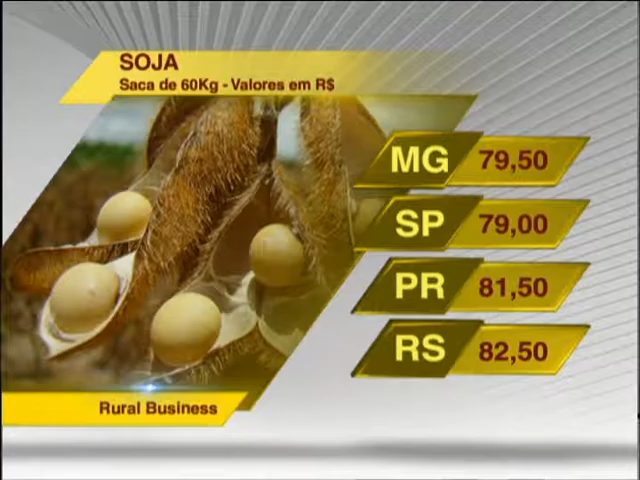 SOJA
Saca de 60Kg - Valores em R$
MG 79,50
SP 79,00
PR 81,50
RS 82,50
Rural Business